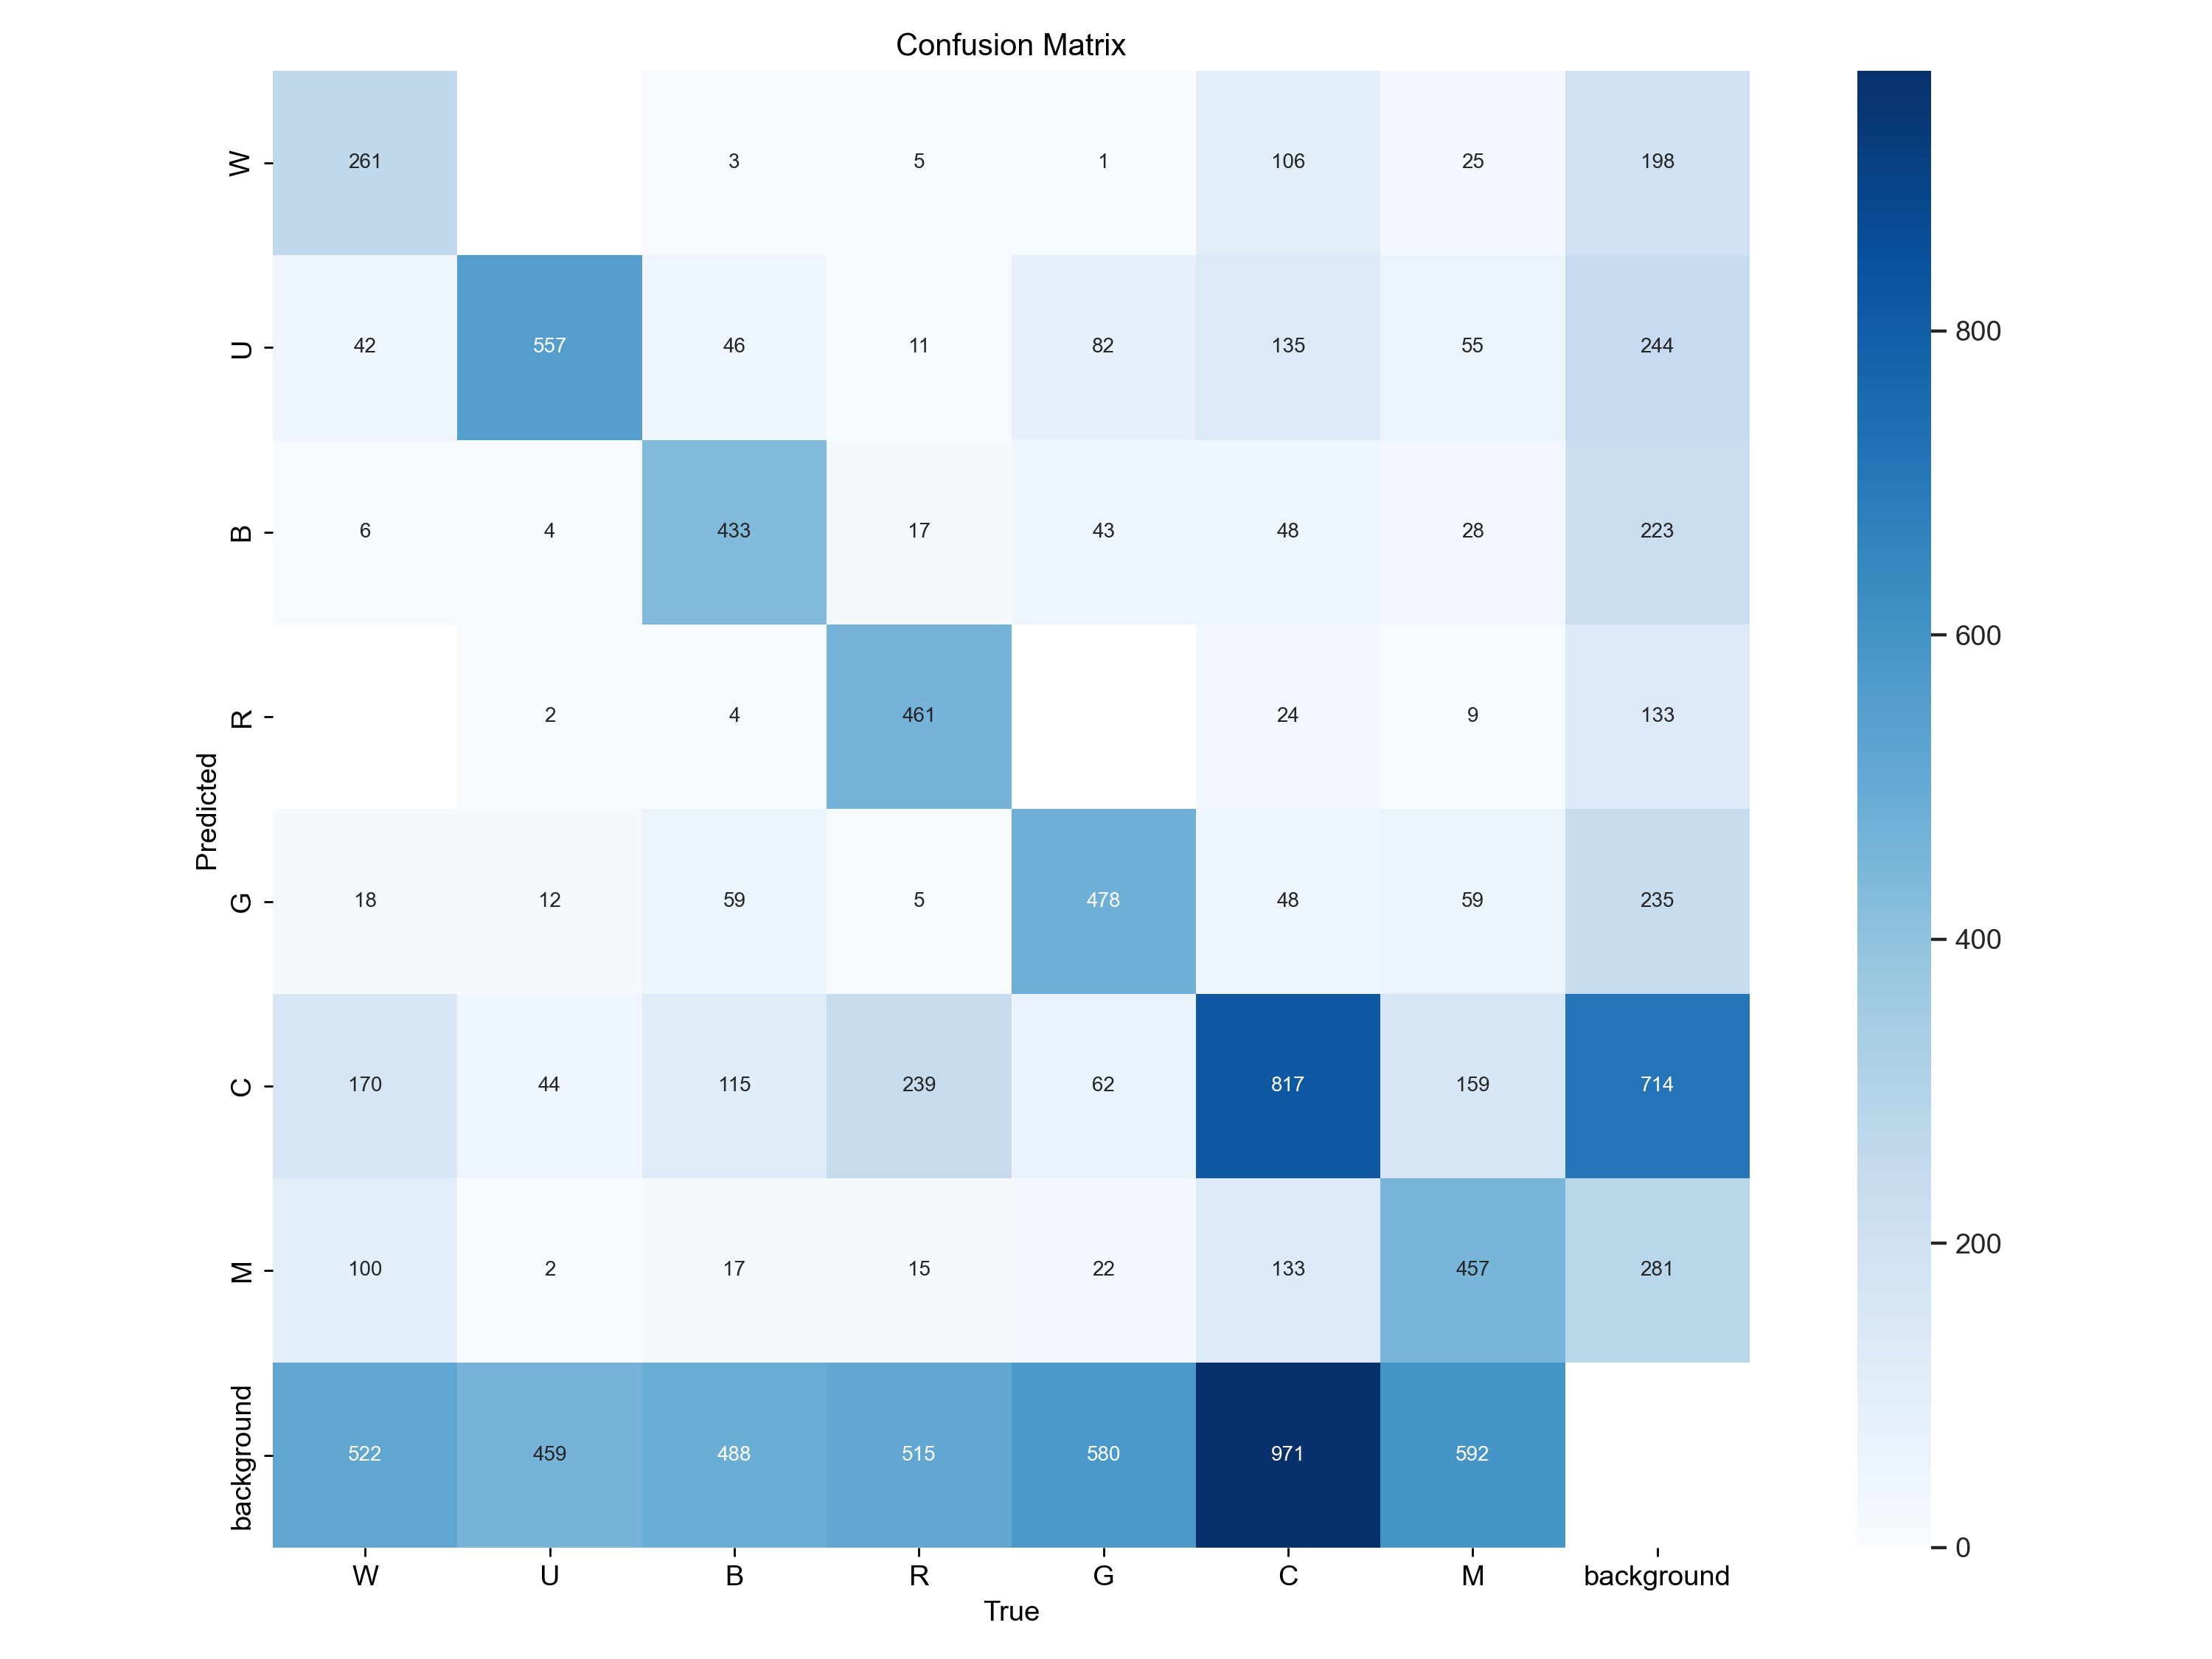 Confusion Matrix
W 261 3 5 1 106 25 198
U 42 557 46 11 82 135 55 244
B 6 4 433 17 43 48 28 223
R 2 4 461 24 9 133
G 18 12 59 5 478 48 59 235
C 170 44 115 239 62 817 159 714
M 100 2 17 15 22 133 457 281
background 522 459 488 515 580 971 592
W U B R G C M background
True
Predicted
800
600
400
200
0